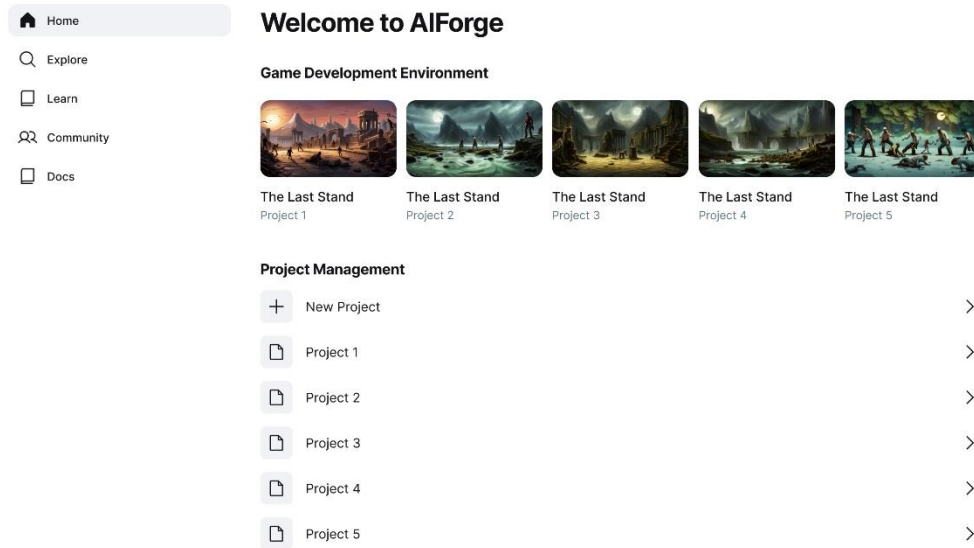 Home
Explore
Learn
Community
Docs
Welcome to AIForge
Game Development Environment
The Last Stand
Project 1
The Last Stand
Project 2
The Last Stand
Project 3
The Last Stand
Project 4
The Last Stand
Project 5
Project Management
New Project
Project 1
Project 2
Project 3
Project 4
Project 5